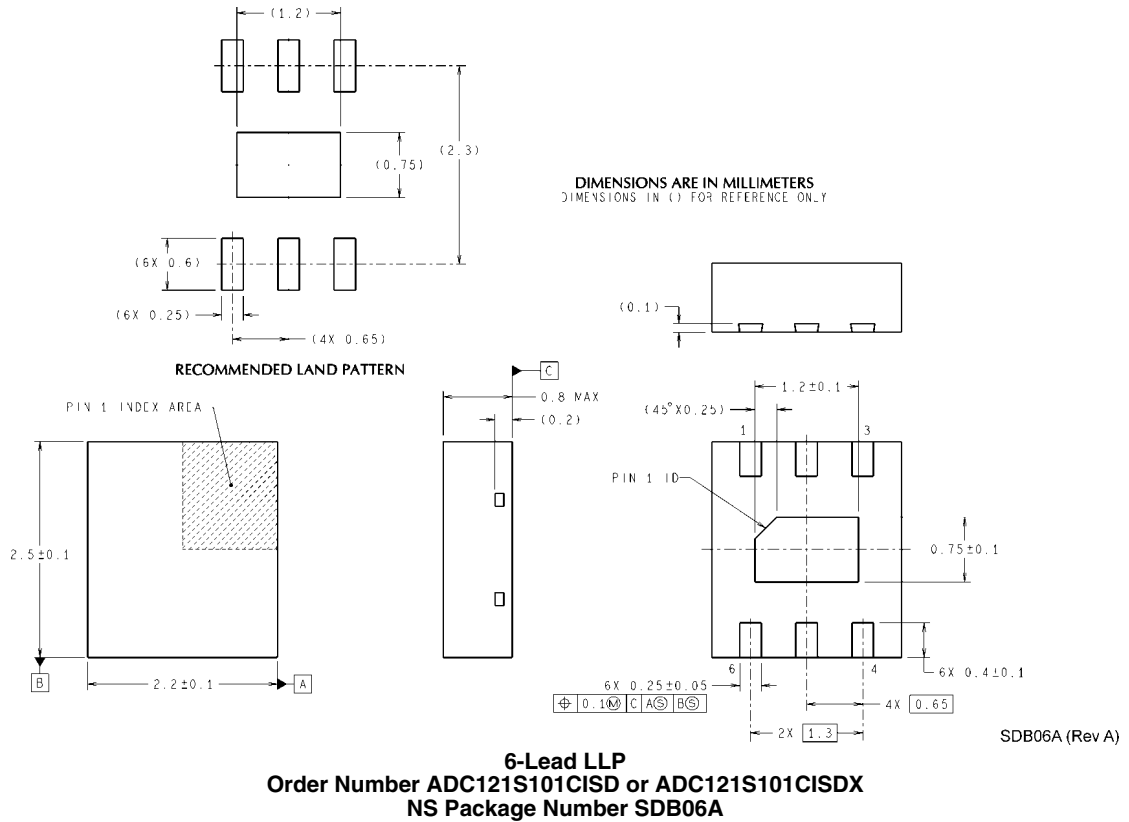 (1.2)
(2.3)
(0.75)
DIMENSIONS ARE IN MILLIMETERS
DIMENSIONS IN () FOR REFERENCE ONLY
(6X 0.6)
(6X 0.25)
(4X 0.65)
RECOMMENDED LAND PATTERN
(0.1)
PIN 1 INDEX AREA
C
0.8 MAX
(0.2)
1.2±0.1
(45°X0.25)
1
3
PIN 1 ID
2.5±0.1
0.75±0.1
B
2.2±0.1
A
6
4
6X 0.4±0.1
6X 0.25±0.05
⌖ 0.1Ⓜ C AⓈ BⓈ
4X 0.65
2X 1.3
SDB06A (Rev A)
6-Lead LLP
Order Number ADC121S101CISD or ADC121S101CISDX
NS Package Number SDB06A